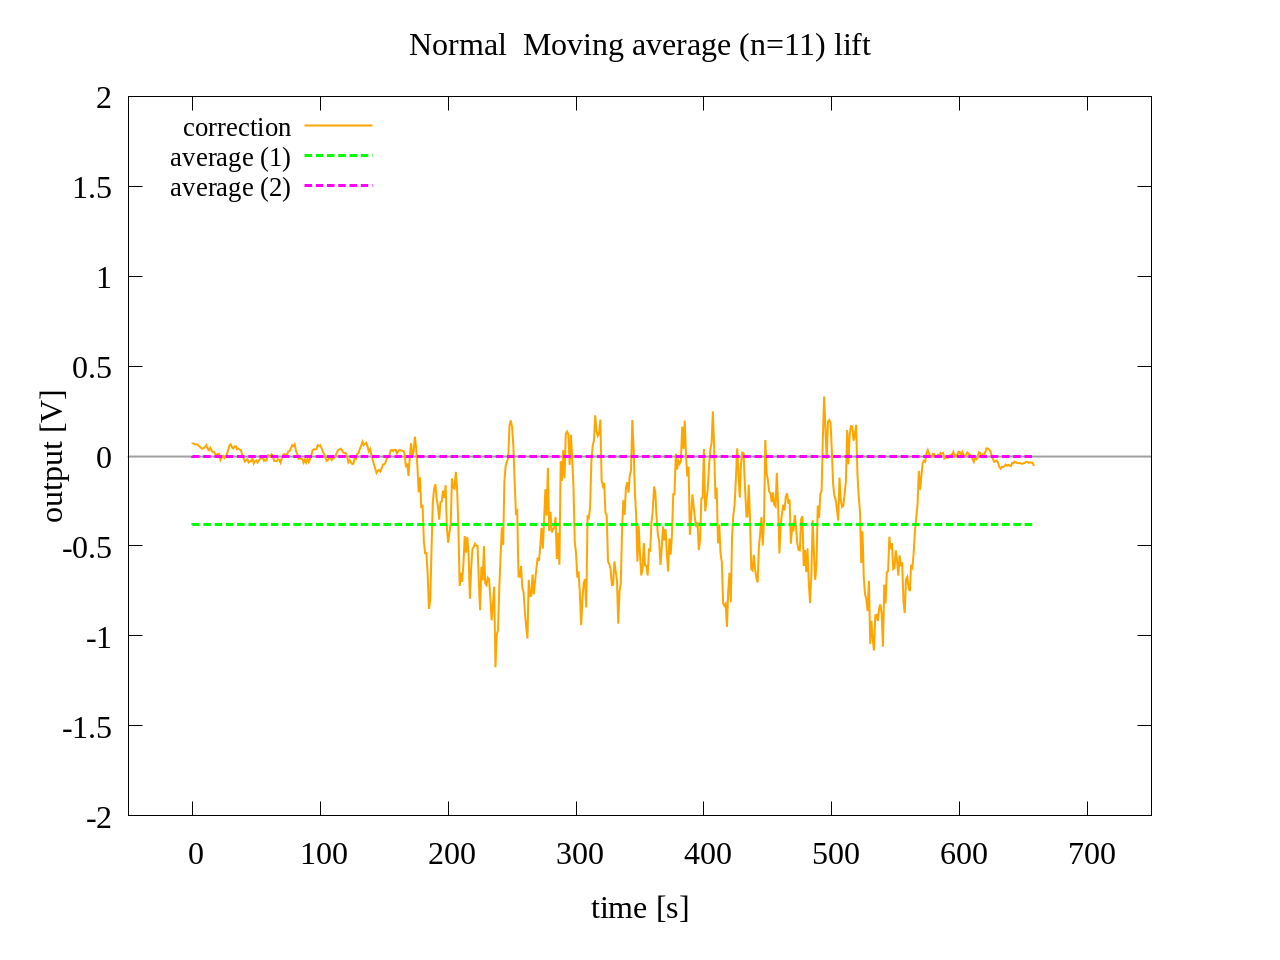 Normal  Moving average (n=11) lift
correction
average (1)
average (2)
2
1.5
1
0.5
0
-0.5
-1
-1.5
-2
output [V]
0 100 200 300 400 500 600 700
time [s]